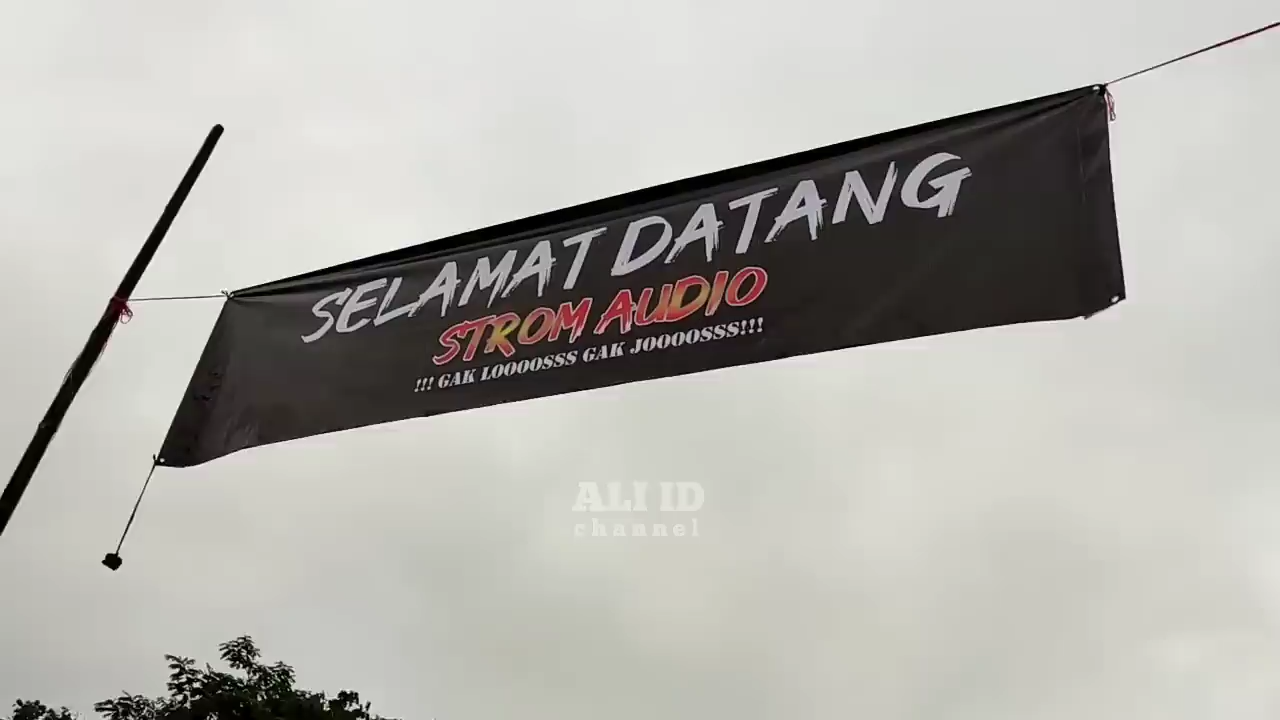 SELAMAT DATANG
STROM AUDIO
!!! GAK LOOOOSSS GAK JOOOOSSS!!!
ALI ID
channel